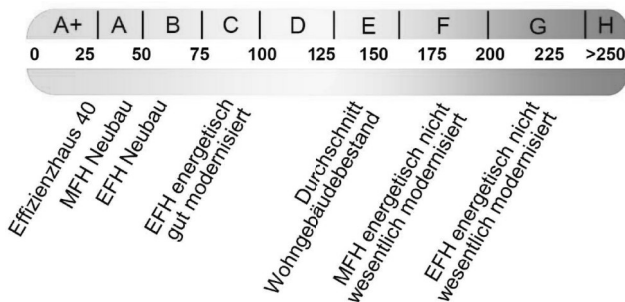 A+ A B C D E F G H
0 25 50 75 100 125 150 175 200 225 >250
Effizienzhaus 40
MFH Neubau
EFH Neubau
EFH energetisch
gut modernisiert
Durchschnitt
Wohngebäudebestand
MFH energetisch nicht
wesentlich modernisiert
EFH energetisch nicht
wesentlich modernisiert